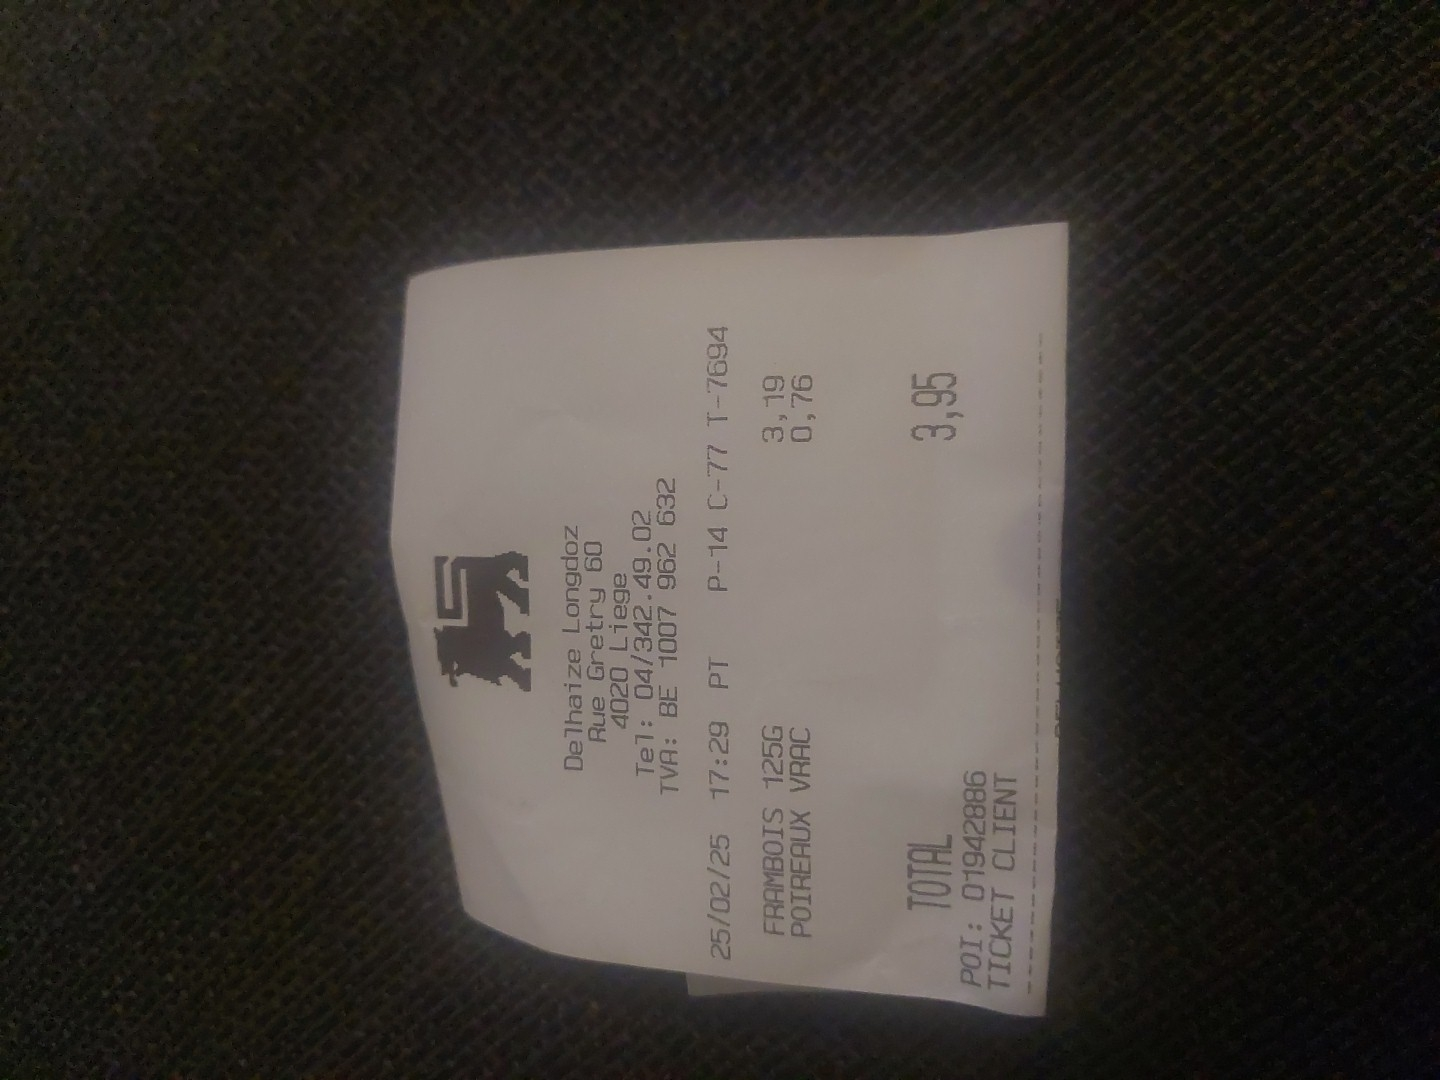 Delhaize Longdoz
Rue Gretry 60
4020 Liege
Tel: 04/342.49.02
TVA: BE 1007 962 632
25/02/25 17:29 PT P-14 C-77 T-7694
FRAMBOIS 125G 3,19
POIREAUX VRAC 0,76
TOTAL 3,95
POI: 01942886
TICKET CLIENT